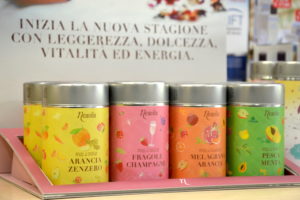 INIZIA LA NUOVA STAGIONE
CON LEGGEREZZA, DOLCEZZA,
VITALITÀ ED ENERGIA.
ARANCIA
ZENZERO
FRAGOLE
CHAMPAGNE
MELAGRANA
ARANCIA
PESCA
MENTA